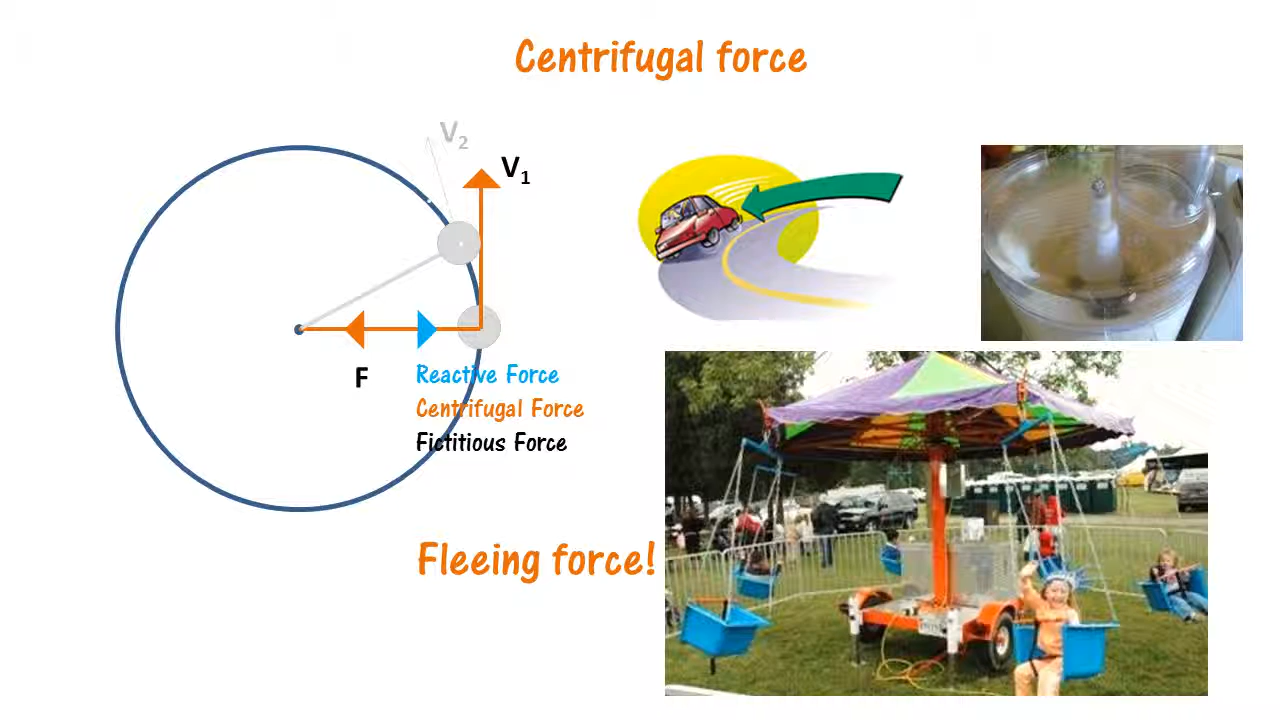 Centrifugal force
V2
V1
F
Reactive Force
Centrifugal Force
Fictitious Force
Fleeing force!